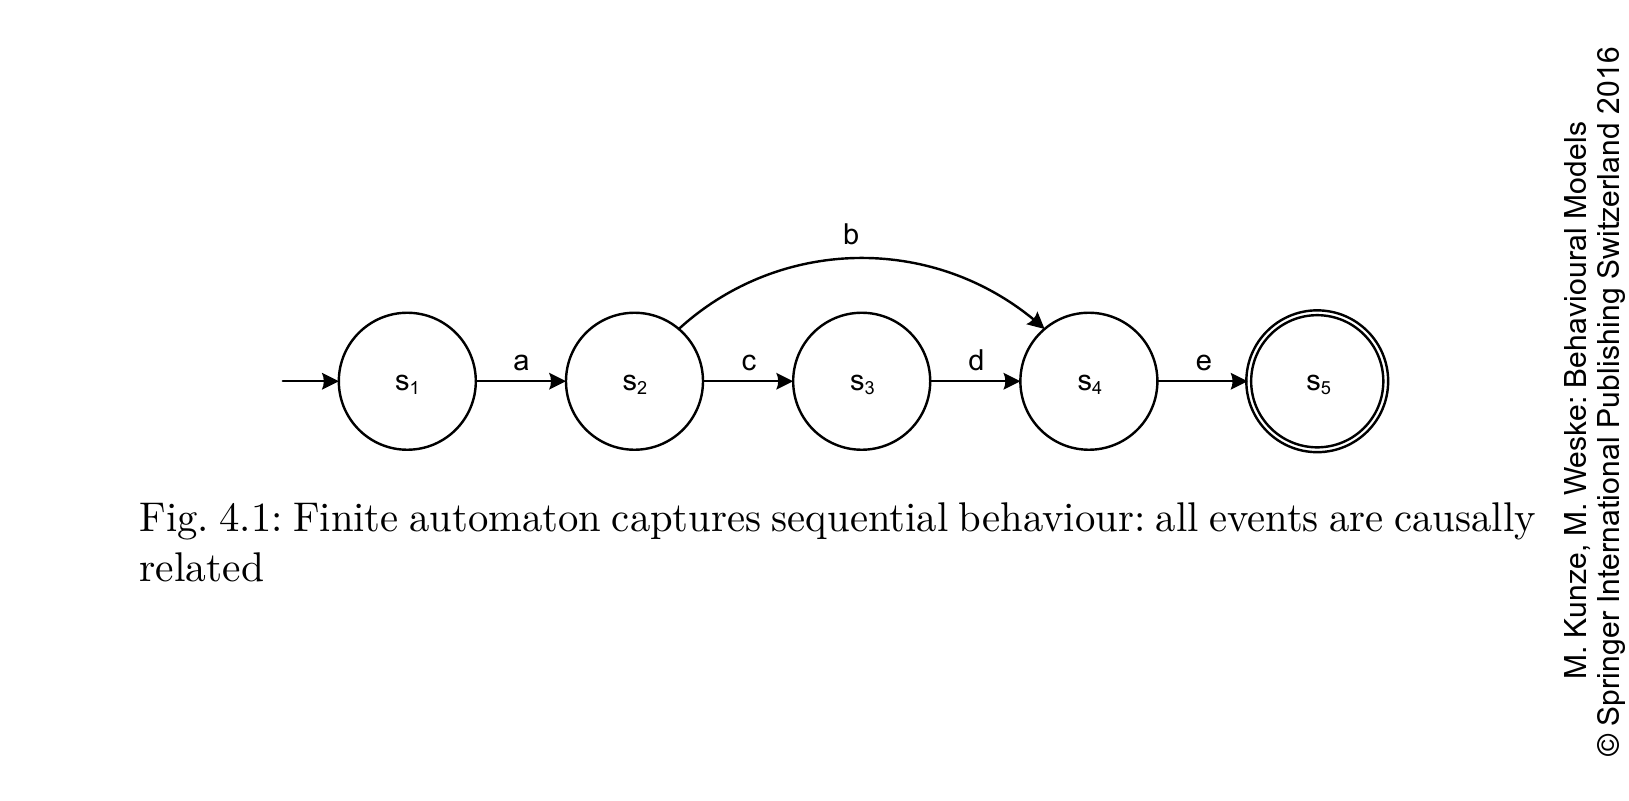 b
a
c
d
e
s1
s2
s3
s4
s5
Fig. 4.1: Finite automaton captures sequential behaviour: all events are causally
related
M. Kunze, M. Weske: Behavioural Models
© Springer International Publishing Switzerland 2016